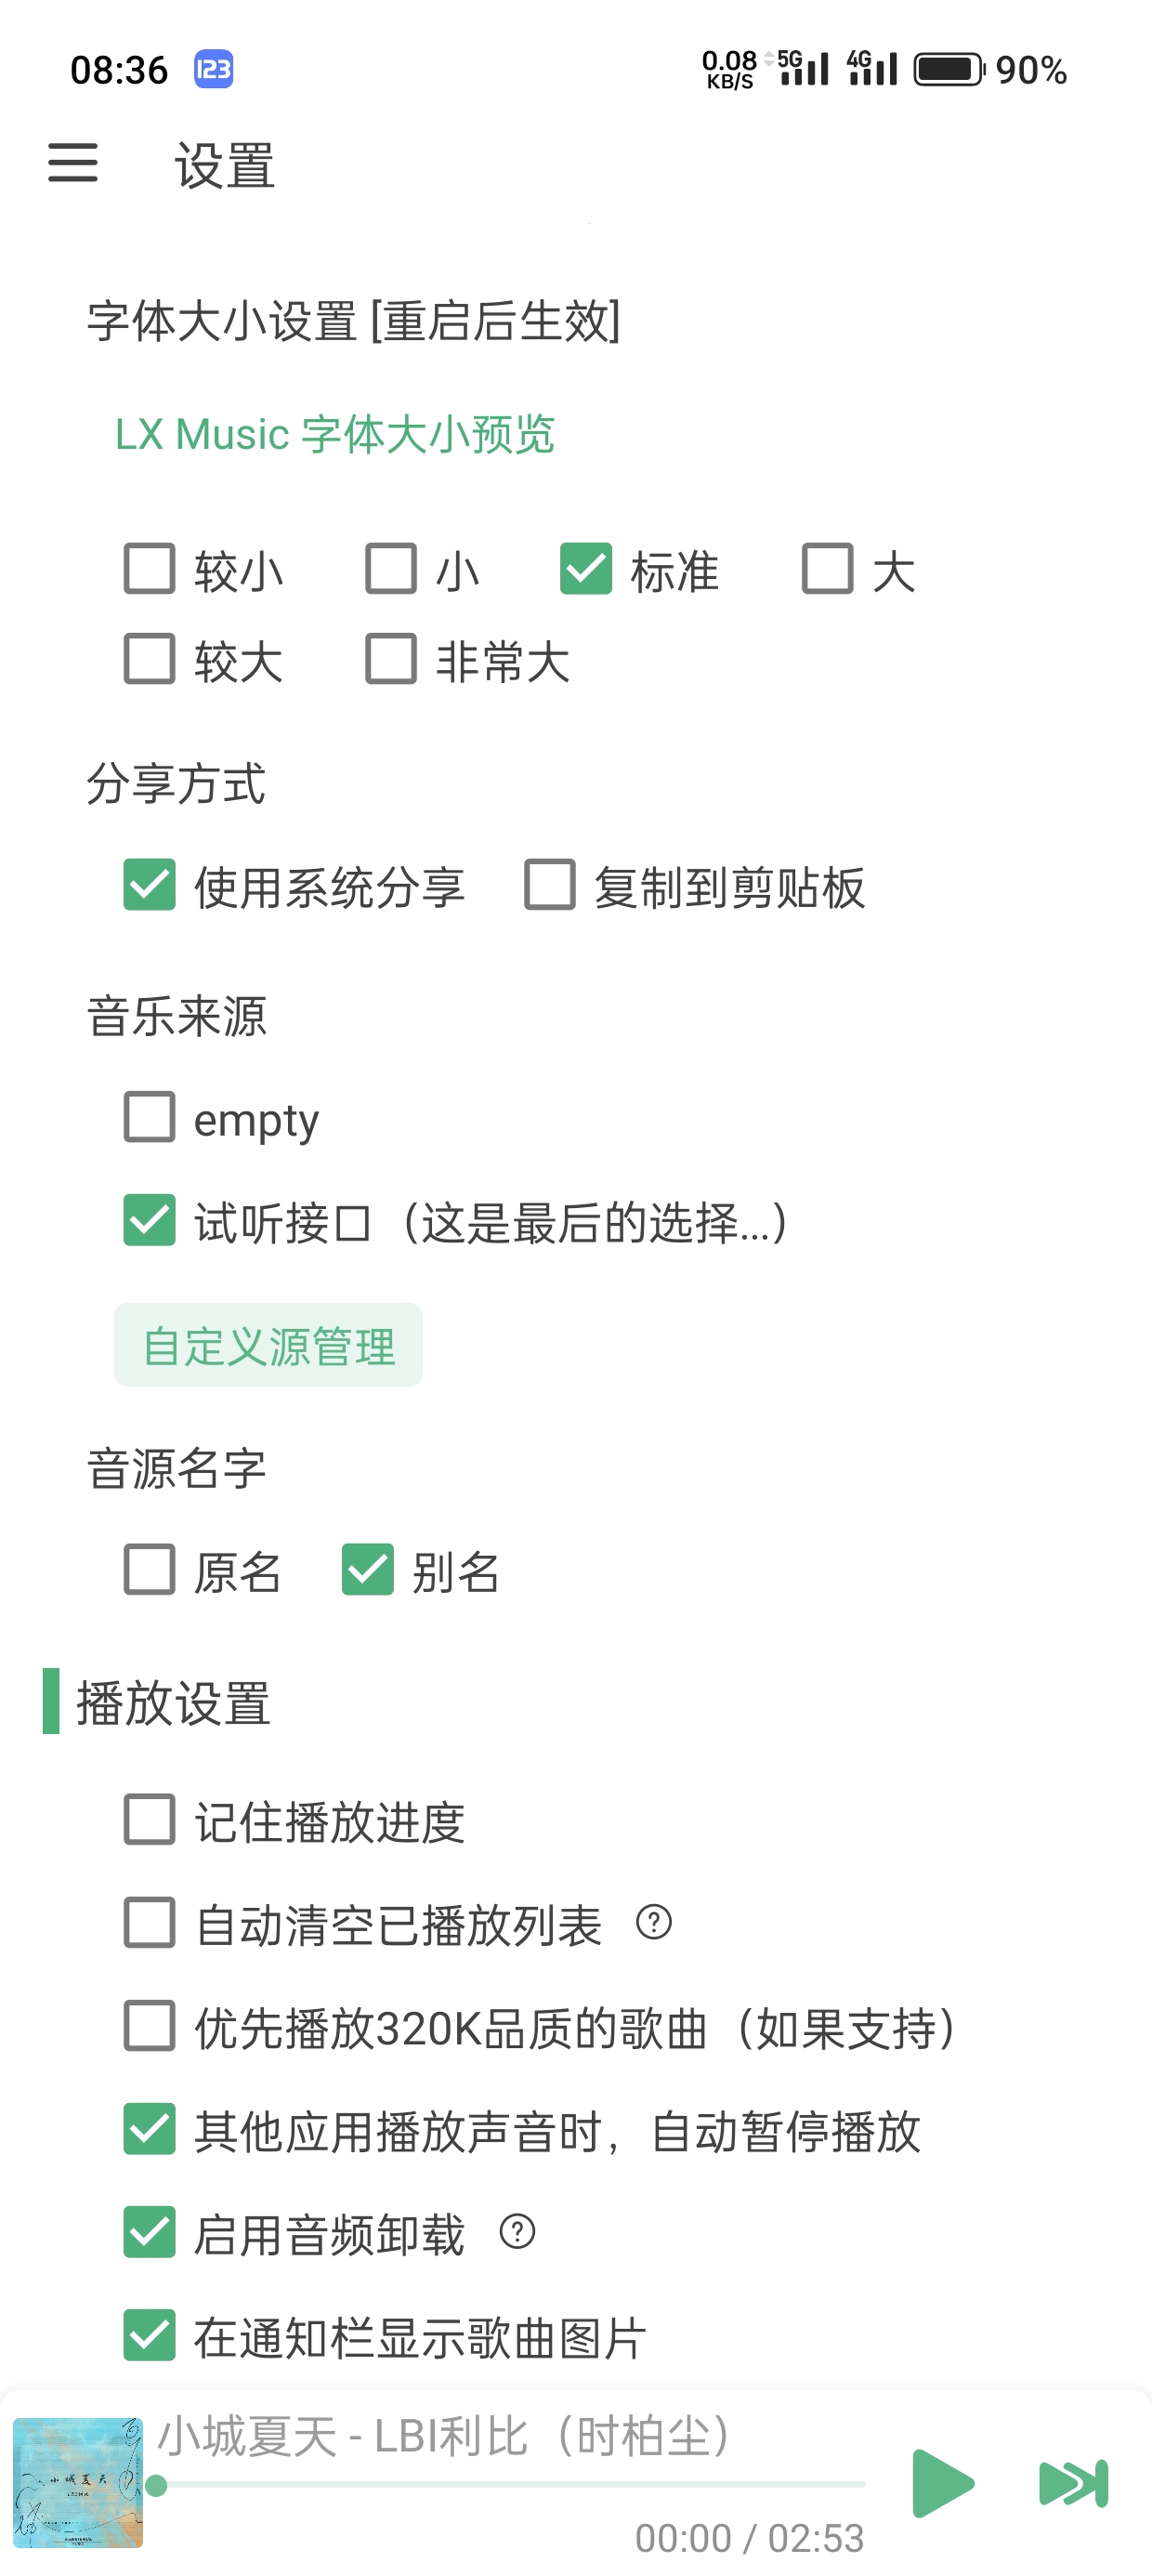 08:36 123 0.08 KB/S 5G 4G 90%
设置
字体大小设置 [重启后生效]
LX Music 字体大小预览
较小 小 标准 大
较大 非常大
分享方式
使用系统分享 复制到剪贴板
音乐来源
empty
试听接口（这是最后的选择...）
自定义源管理
音源名字
原名 别名
播放设置
记住播放进度
自动清空已播放列表 ?
优先播放320K品质的歌曲（如果支持）
其他应用播放声音时，自动暂停播放
启用音频卸载 ?
在通知栏显示歌曲图片
小城夏天 - LBI利比（时柏尘）
小城夏天
00:00 / 02:53